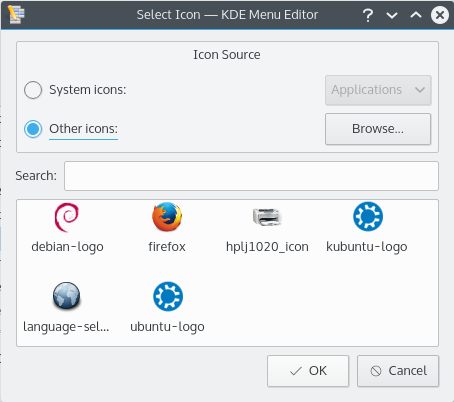 Select Icon — KDE Menu Editor
Icon Source
System icons:
Applications
Other icons:
Browse...
Search:
debian-logo
firefox
hplj1020_icon
kubuntu-logo
language-sel...
ubuntu-logo
OK
Cancel